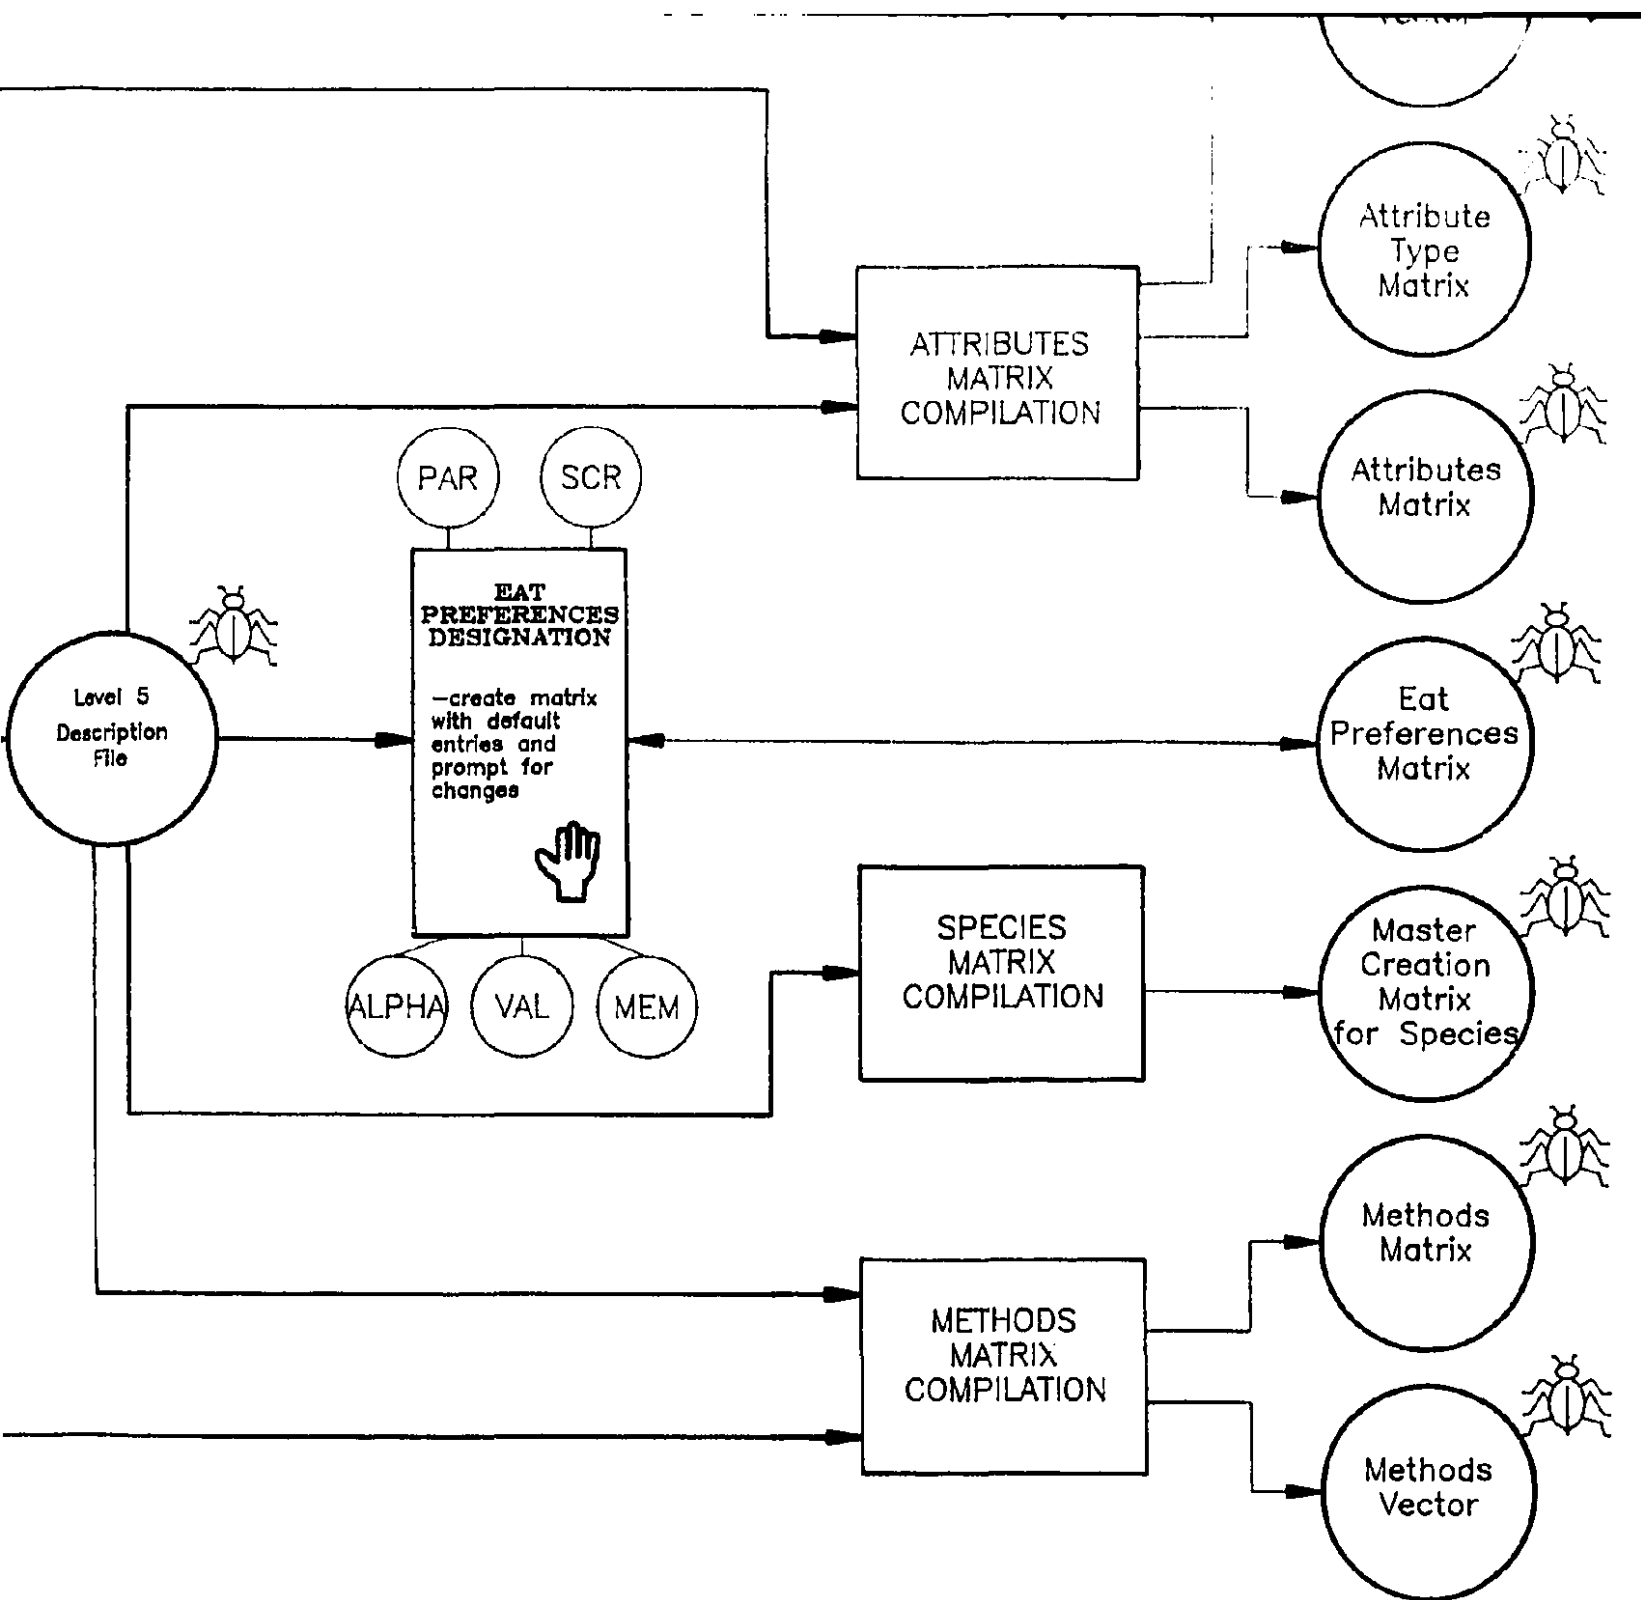 Attribute
Type
Matrix
ATTRIBUTES
MATRIX
COMPILATION
Attributes
Matrix
PAR
SCR
EAT
PREFERENCES
DESIGNATION
-create matrix
with default
entries and
prompt for
changes
Level 5
Description
File
Eat
Preferences
Matrix
ALPHA
VAL
MEM
SPECIES
MATRIX
COMPILATION
Master
Creation
Matrix
for Species
Methods
Matrix
METHODS
MATRIX
COMPILATION
Methods
Vector